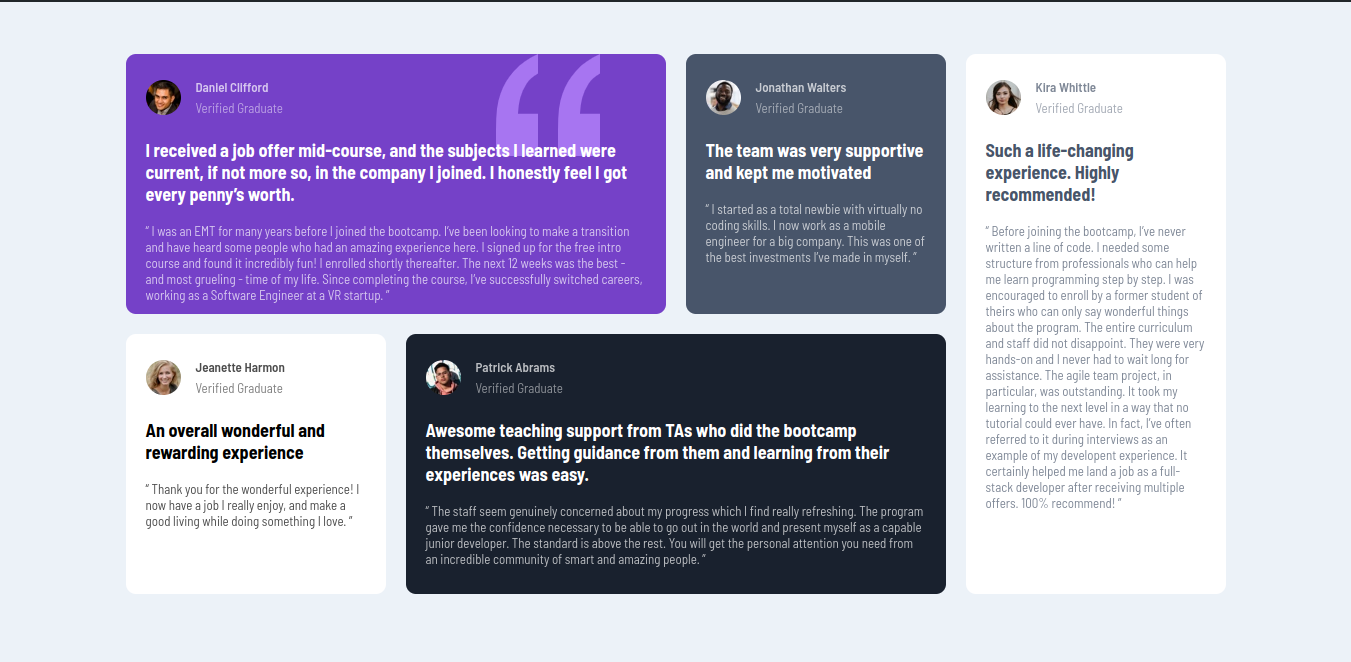 Daniel Clifford
Verified Graduate
I received a job offer mid-course, and the subjects I learned were
current, if not more so, in the company I joined. I honestly feel I got
every penny’s worth.
“ I was an EMT for many years before I joined the bootcamp. I’ve been looking to make a transition
and have heard some people who had an amazing experience here. I signed up for the free intro
course and found it incredibly fun! I enrolled shortly thereafter. The next 12 weeks was the best -
and most grueling - time of my life. Since completing the course, I’ve successfully switched careers,
working as a Software Engineer at a VR startup. ”
Jonathan Walters
Verified Graduate
The team was very supportive
and kept me motivated
“ I started as a total newbie with virtually no
coding skills. I now work as a mobile
engineer for a big company. This was one of
the best investments I’ve made in myself. ”
Kira Whittle
Verified Graduate
Such a life-changing
experience. Highly
recommended!
“ Before joining the bootcamp, I’ve never
written a line of code. I needed some
structure from professionals who can help
me learn programming step by step. I was
encouraged to enroll by a former student of
theirs who can only say wonderful things
about the program. The entire curriculum
and staff did not disappoint. They were very
hands-on and I never had to wait long for
assistance. The agile team project, in
particular, was outstanding. It took my
learning to the next level in a way that no
tutorial could ever have. In fact, I’ve often
referred to it during interviews as an
example of my developent experience. It
certainly helped me land a job as a full-
stack developer after receiving multiple
offers. 100% recommend! ”
Jeanette Harmon
Verified Graduate
An overall wonderful and
rewarding experience
“ Thank you for the wonderful experience! I
now have a job I really enjoy, and make a
good living while doing something I love. ”
Patrick Abrams
Verified Graduate
Awesome teaching support from TAs who did the bootcamp
themselves. Getting guidance from them and learning from their
experiences was easy.
“ The staff seem genuinely concerned about my progress which I find really refreshing. The program
gave me the confidence necessary to be able to go out in the world and present myself as a capable
junior developer. The standard is above the rest. You will get the personal attention you need from
an incredible community of smart and amazing people. ”